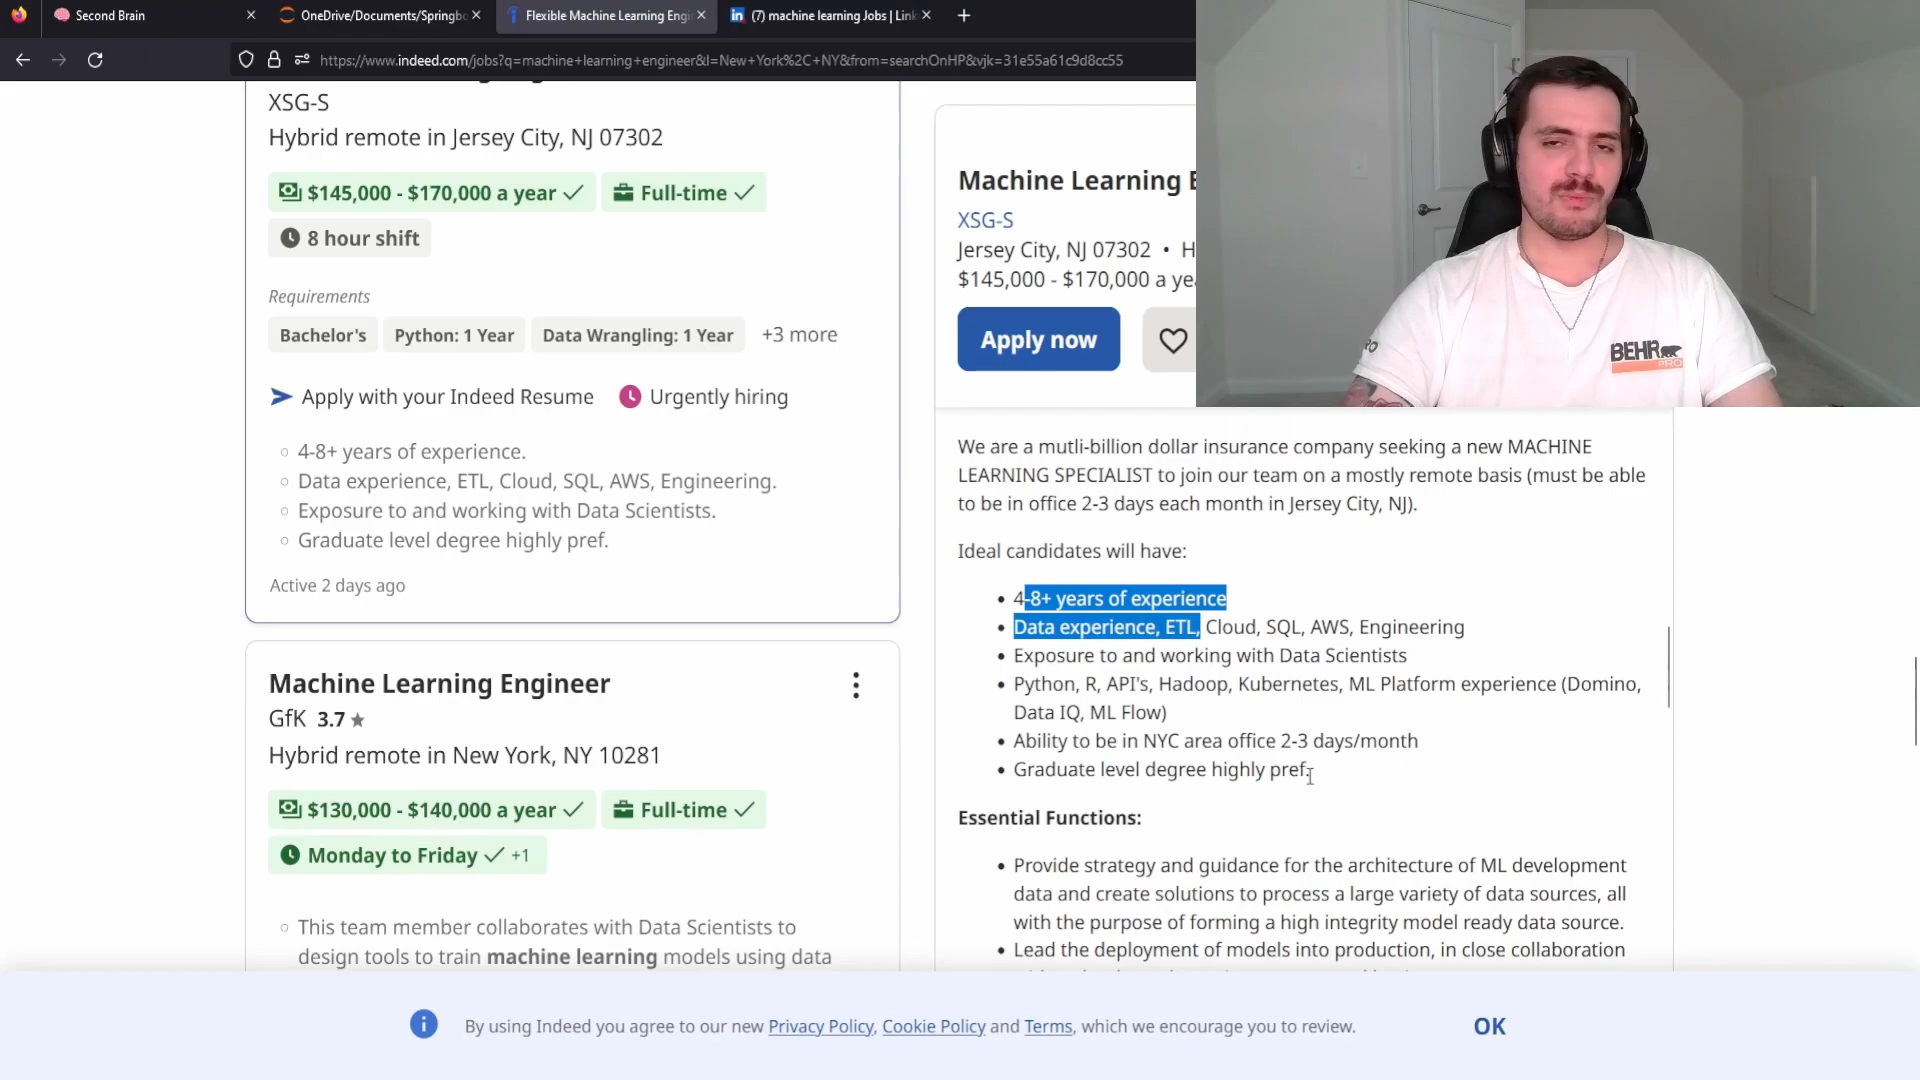 Second Brain
OneDrive/Documents/Springbo
Flexible Machine Learning Engi
(7) machine learning Jobs | Link
https://www.indeed.com/jobs?q=machine+learning+engineer&l=New+York%2C+NY&from=searchOnHP&vjk=31e55a61c9d8cc55
XSG-S
Hybrid remote in Jersey City, NJ 07302
$145,000 - $170,000 a year
Full-time
8 hour shift
Requirements
Bachelor's
Python: 1 Year
Data Wrangling: 1 Year
+3 more
Apply with your Indeed Resume
Urgently hiring
4-8+ years of experience.
Data experience, ETL, Cloud, SQL, AWS, Engineering.
Exposure to and working with Data Scientists.
Graduate level degree highly pref.
Active 2 days ago
Machine Learning Engineer
GfK 3.7
Hybrid remote in New York, NY 10281
$130,000 - $140,000 a year
Full-time
Monday to Friday +1
This team member collaborates with Data Scientists to
design tools to train machine learning models using data
Machine Learning E
XSG-S
Jersey City, NJ 07302 • H
$145,000 - $170,000 a yea
Apply now
We are a mutli-billion dollar insurance company seeking a new MACHINE
LEARNING SPECIALIST to join our team on a mostly remote basis (must be able
to be in office 2-3 days each month in Jersey City, NJ).
Ideal candidates will have:
4-8+ years of experience
Data experience, ETL, Cloud, SQL, AWS, Engineering
Exposure to and working with Data Scientists
Python, R, API's, Hadoop, Kubernetes, ML Platform experience (Domino,
Data IQ, ML Flow)
Ability to be in NYC area office 2-3 days/month
Graduate level degree highly pref.
Essential Functions:
Provide strategy and guidance for the architecture of ML development
data and create solutions to process a large variety of data sources, all
with the purpose of forming a high integrity model ready data source.
Lead the deployment of models into production, in close collaboration
BEHR
PRO
RO
By using Indeed you agree to our new Privacy Policy, Cookie Policy and Terms, which we encourage you to review.
OK